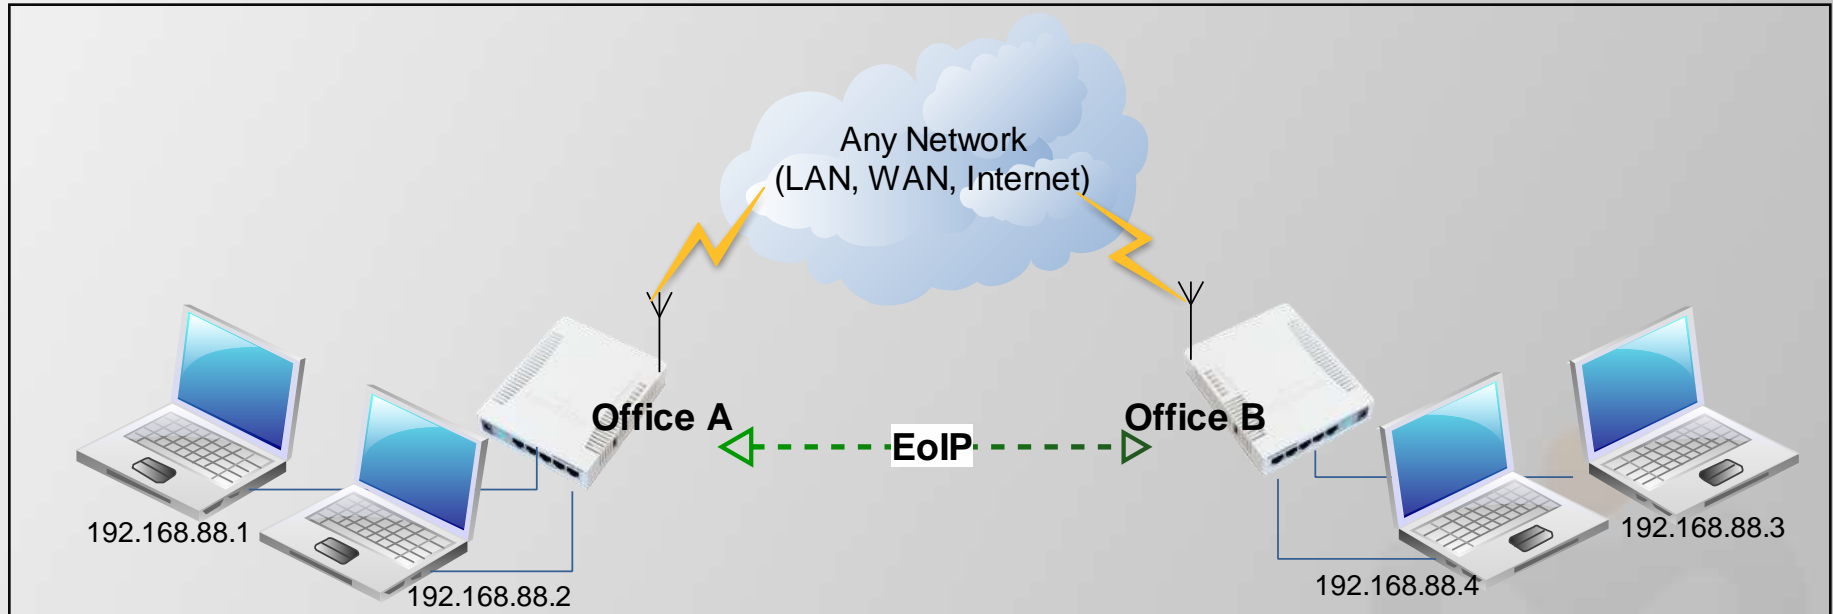 Any Network
(LAN, WAN, Internet)
Office A
Office B
EoIP
192.168.88.1
192.168.88.2
192.168.88.3
192.168.88.4